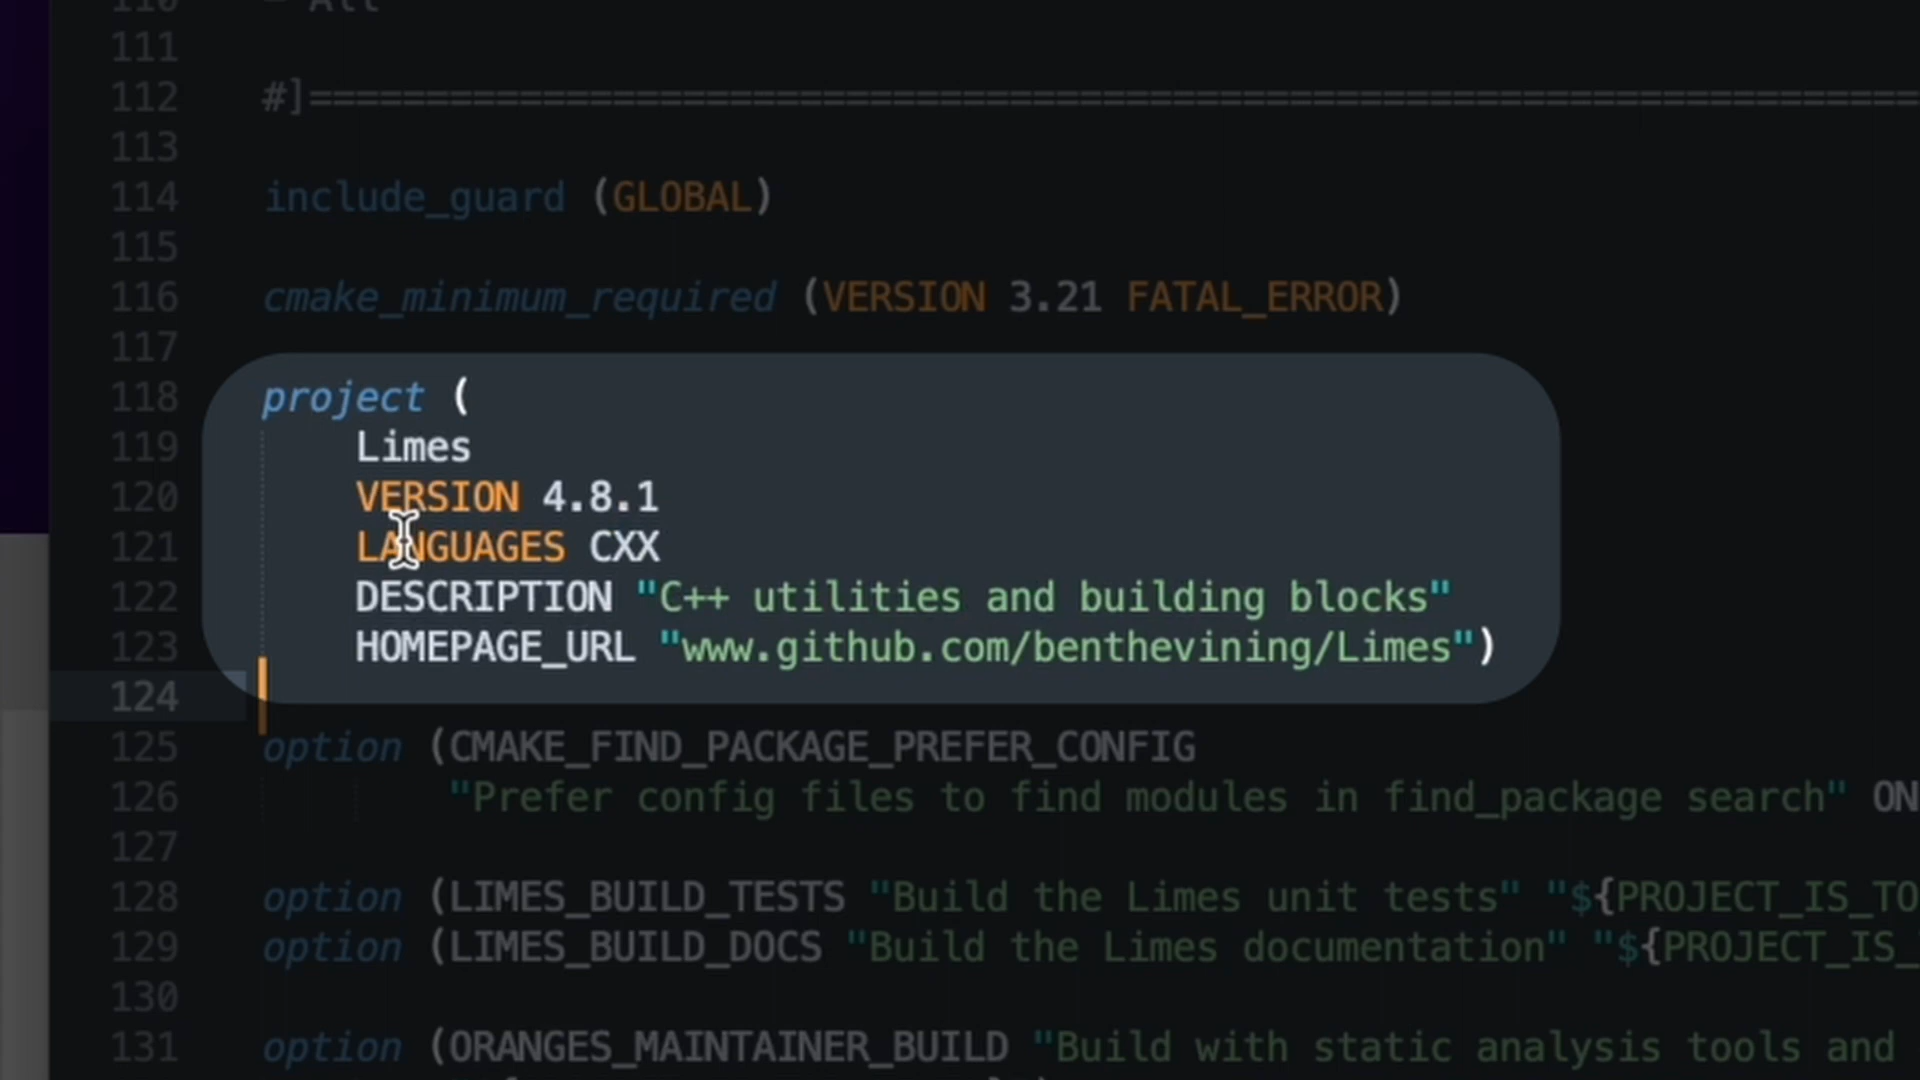 110 - All
111
112 #]=====================================================================
113
114 include_guard (GLOBAL)
115
116 cmake_minimum_required (VERSION 3.21 FATAL_ERROR)
117
118 project (
119 Limes
120 VERSION 4.8.1
121 LANGUAGES CXX
122 DESCRIPTION "C++ utilities and building blocks"
123 HOMEPAGE_URL "www.github.com/benthevining/Limes")
124
125 option (CMAKE_FIND_PACKAGE_PREFER_CONFIG
126 "Prefer config files to find modules in find_package search" ON
127
128 option (LIMES_BUILD_TESTS "Build the Limes unit tests" "${PROJECT_IS_TO
129 option (LIMES_BUILD_DOCS "Build the Limes documentation" "${PROJECT_IS_
130
131 option (ORANGES_MAINTAINER_BUILD "Build with static analysis tools and